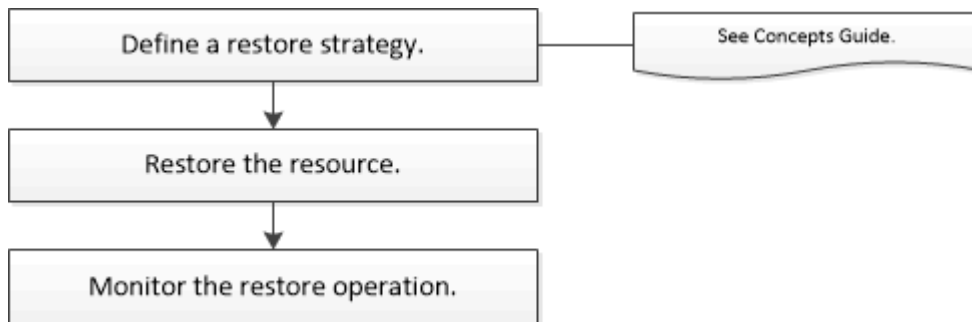 Define a restore strategy.
See Concepts Guide.
Restore the resource.
Monitor the restore operation.